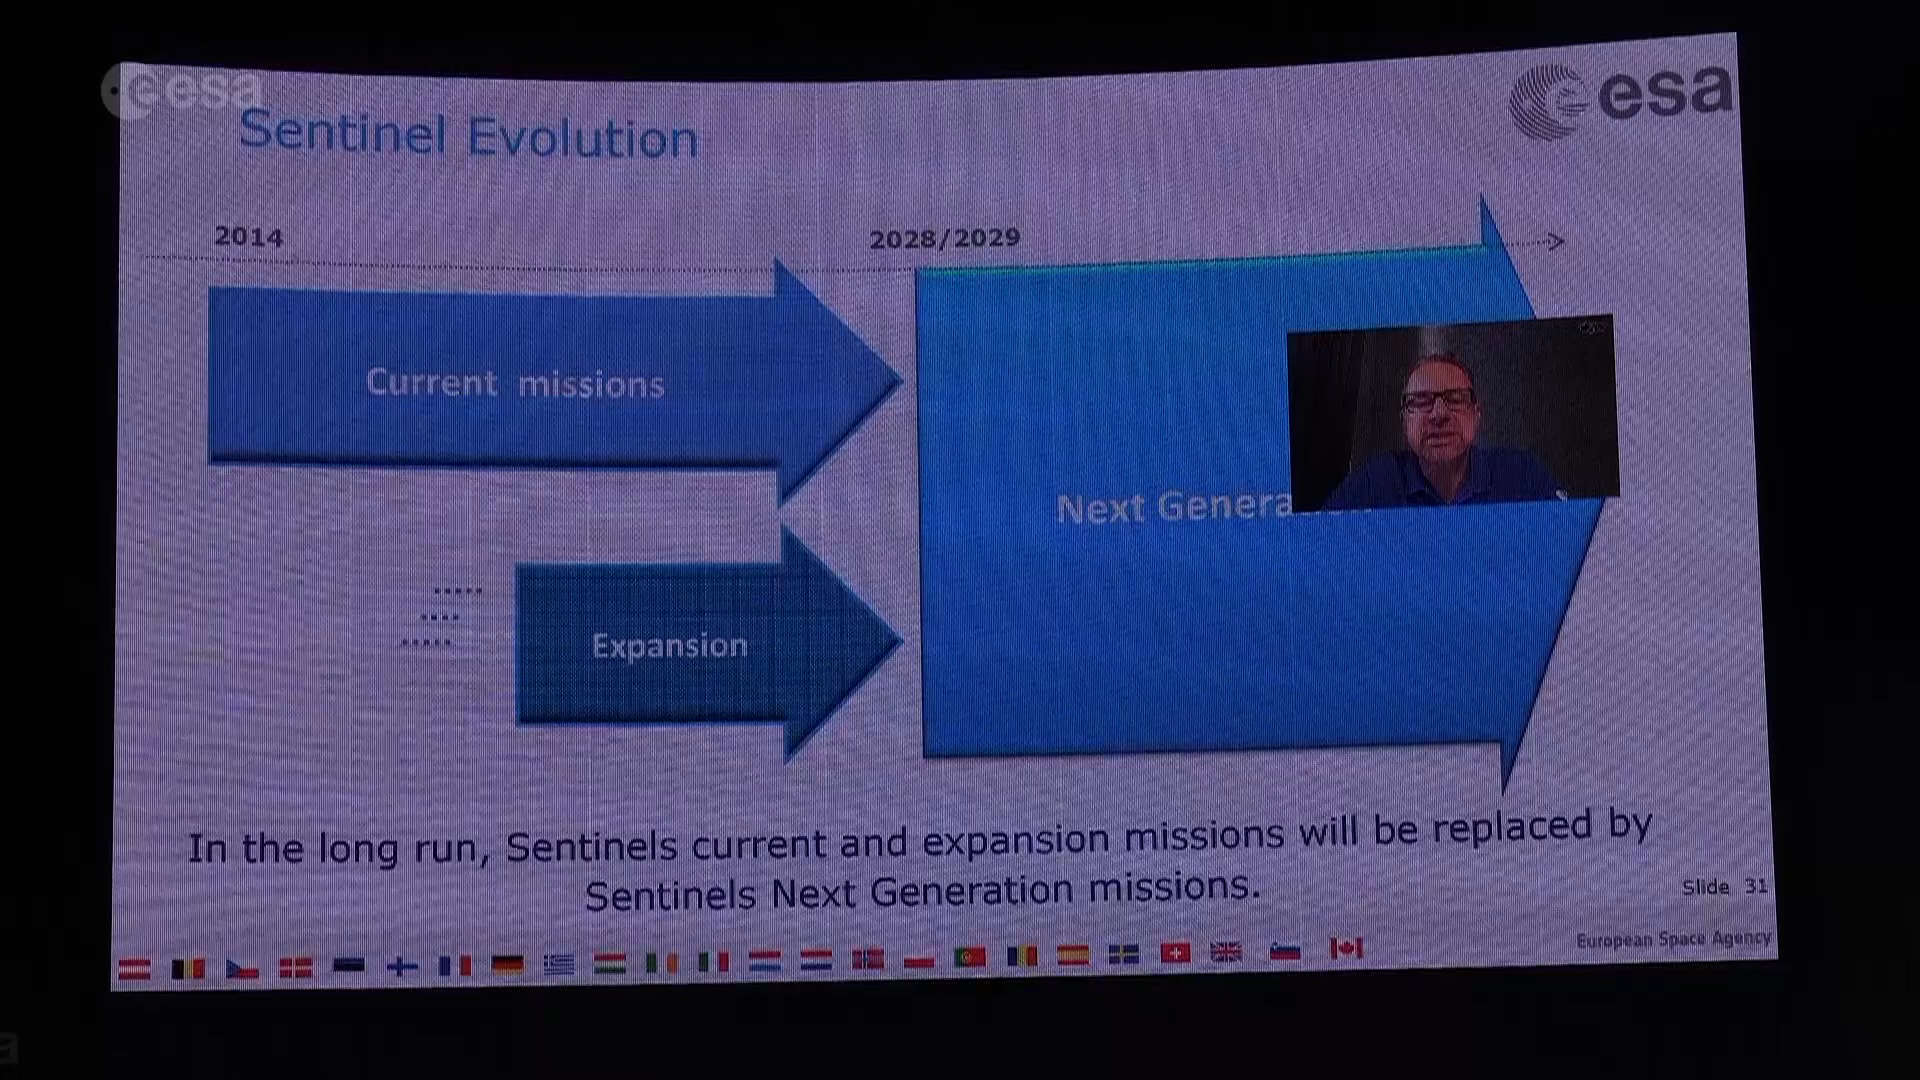 eesa
esa
Sentinel Evolution
2014
2028/2029
Current missions
Next Genera
Expansion
In the long run, Sentinels current and expansion missions will be replaced by
Sentinels Next Generation missions.
Slide 31
European Space Agency